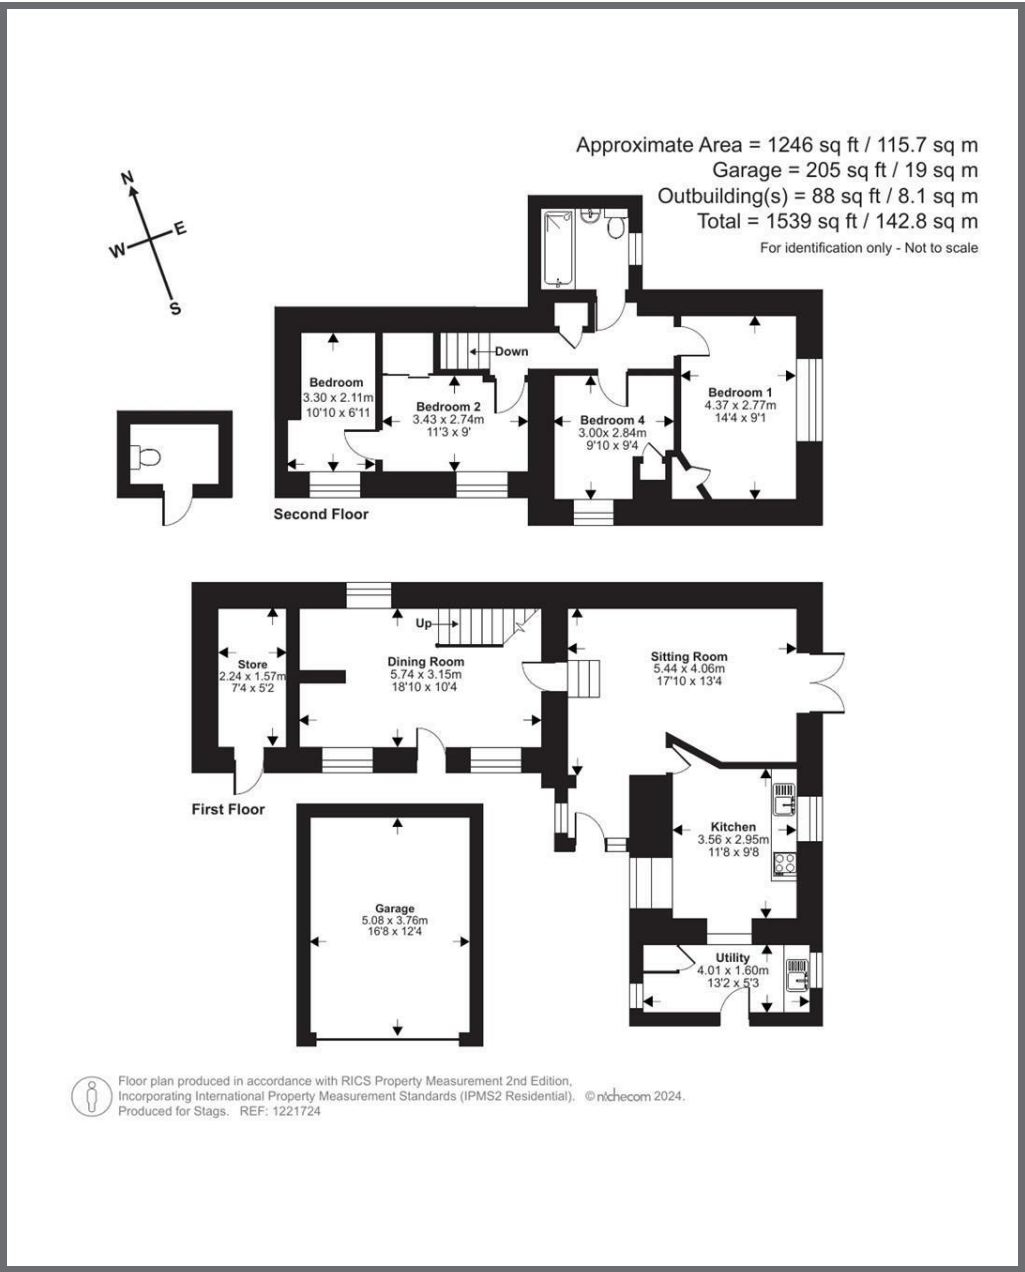 Approximate Area = 1246 sq ft / 115.7 sq m
Garage = 205 sq ft / 19 sq m
Outbuilding(s) = 88 sq ft / 8.1 sq m
Total = 1539 sq ft / 142.8 sq m
For identification only - Not to scale
N
E
W
S
Down
Bedroom
3.30 x 2.11m
10'10 x 6'11
Bedroom 2
3.43 x 2.74m
11'3 x 9'
Bedroom 4
3.00x 2.84m
9'10 x 9'4
Bedroom 1
4.37 x 2.77m
14'4 x 9'1
Second Floor
Up
Store
2.24 x 1.57m
7'4 x 5'2
Dining Room
5.74 x 3.15m
18'10 x 10'4
Sitting Room
5.44 x 4.06m
17'10 x 13'4
First Floor
Kitchen
3.56 x 2.95m
11'8 x 9'8
Garage
5.08 x 3.76m
16'8 x 12'4
Utility
4.01 x 1.60m
13'2 x 5'3
Floor plan produced in accordance with RICS Property Measurement 2nd Edition,
Incorporating International Property Measurement Standards (IPMS2 Residential). © nichecom 2024.
Produced for Stags. REF: 1221724